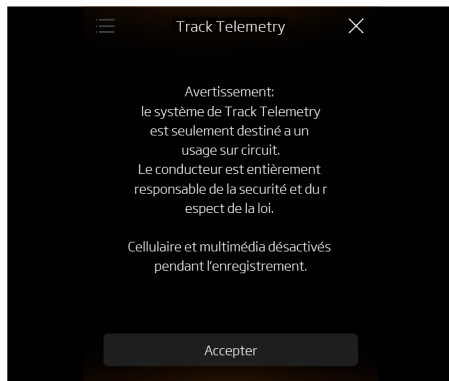 Track Telemetry
Avertissement:
le système de Track Telemetry
est seulement destiné a un
usage sur circuit.
Le conducteur est entièrement
responsable de la securité et du r
espect de la loi.
Cellulaire et multimédia désactivés
pendant l'enregistrement.
Accepter